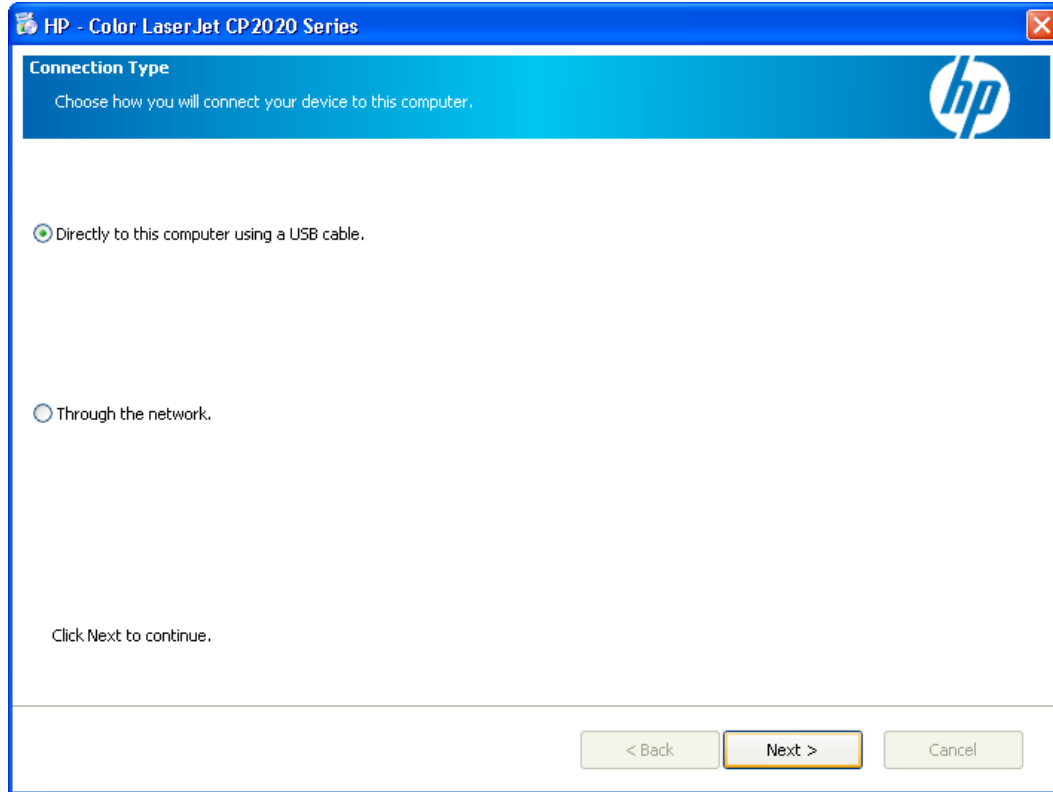 HP - Color LaserJet CP2020 Series
Connection Type
Choose how you will connect your device to this computer.
hp
Directly to this computer using a USB cable.
Through the network.
Click Next to continue.
< Back Next > Cancel